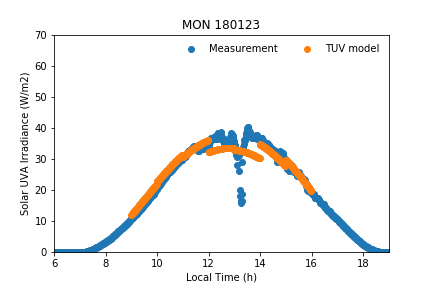 MON 180123
Measurement
TUV model
70
60
50
40
30
20
10
0
Solar UVA Irradiance (W/m2)
6 8 10 12 14 16 18
Local Time (h)